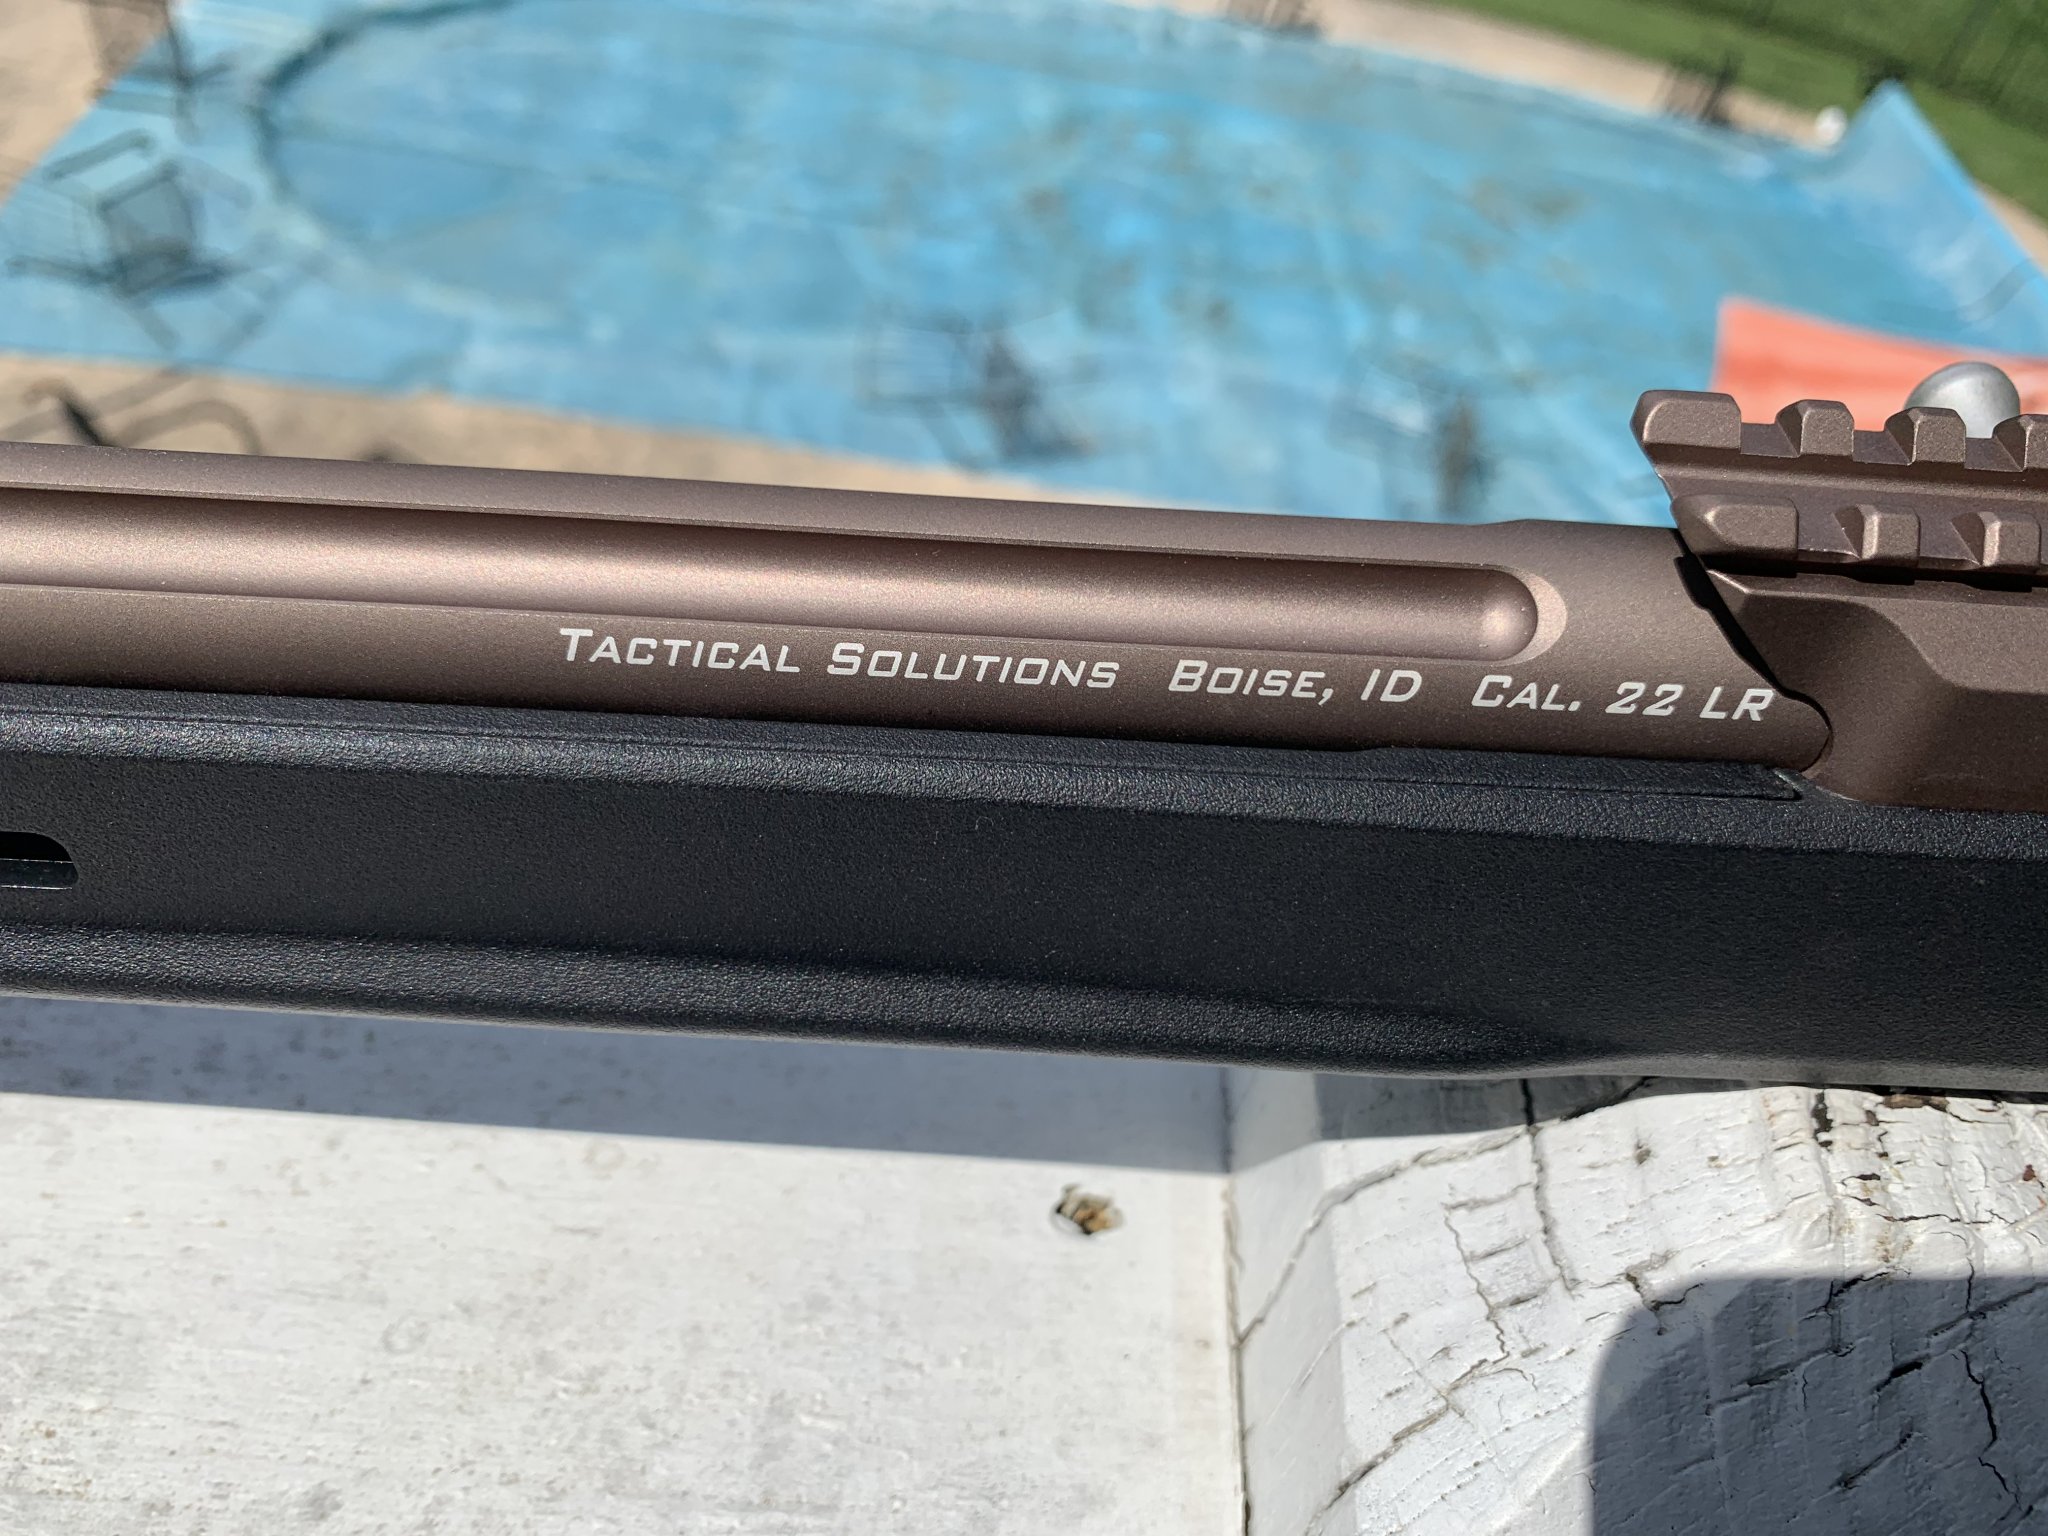 Tactical Solutions Boise, ID Cal. 22 LR